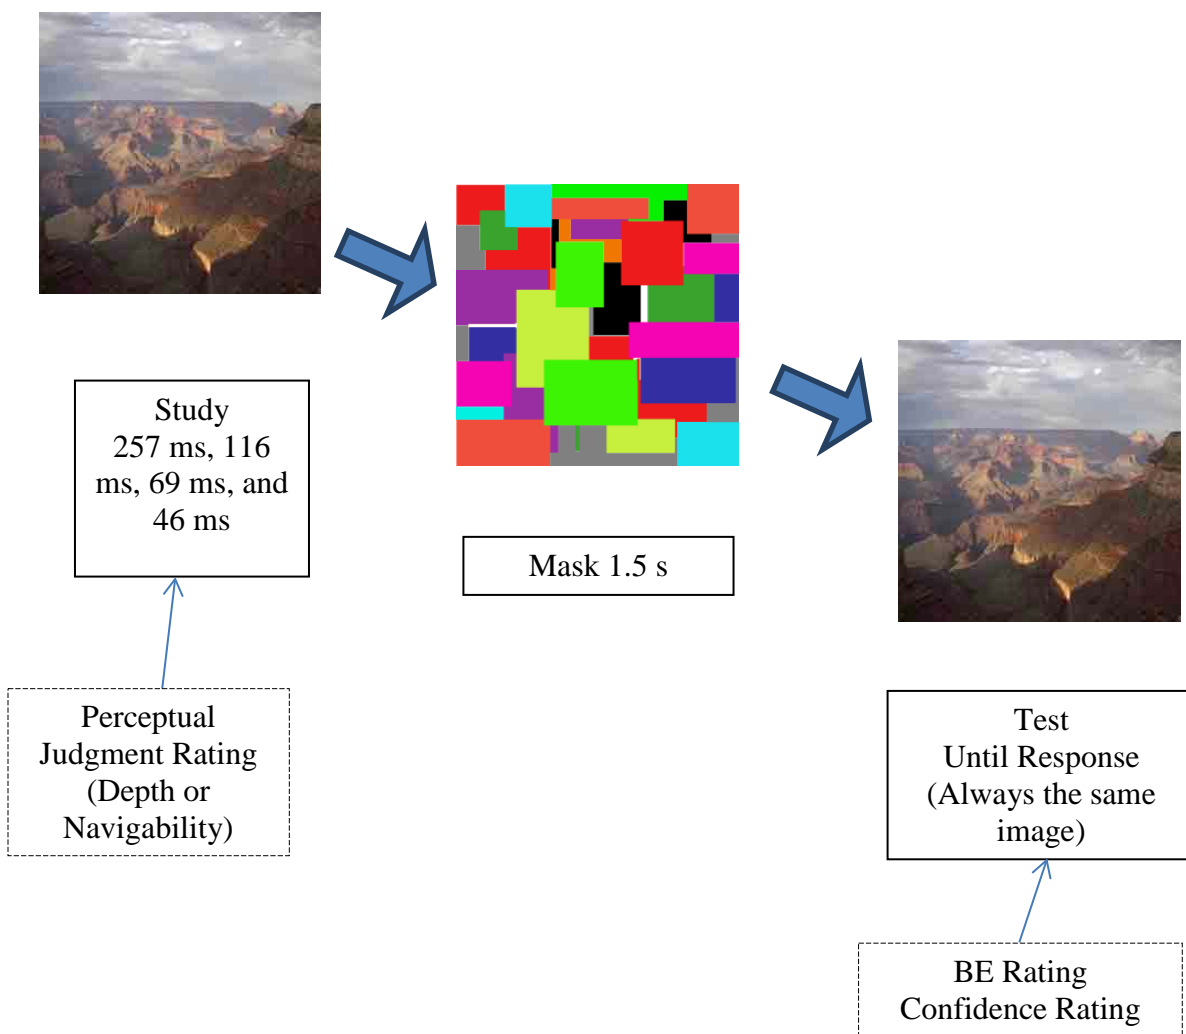 Study
257 ms, 116
ms, 69 ms, and
46 ms
Mask 1.5 s
Perceptual
Judgment Rating
(Depth or
Navigability)
Test
Until Response
(Always the same
image)
BE Rating
Confidence Rating